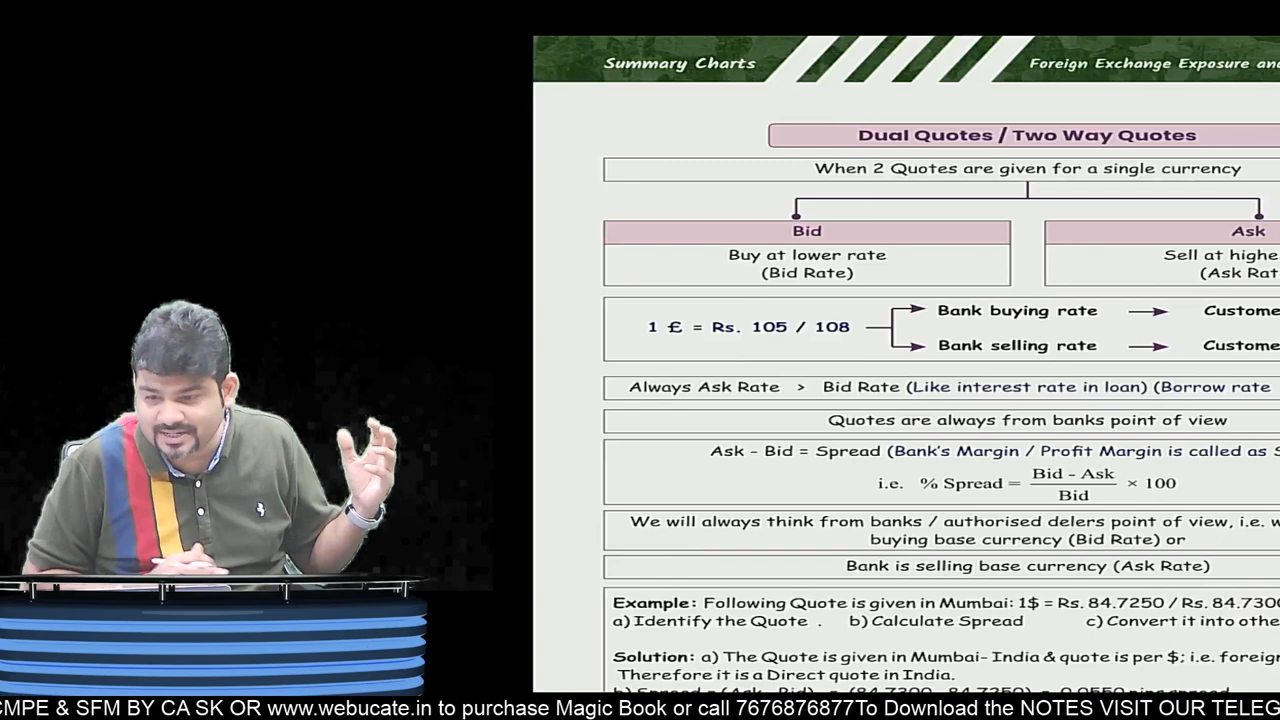 Summary Charts
Foreign Exchange Exposure and
Dual Quotes / Two Way Quotes
When 2 Quotes are given for a single currency
Bid
Buy at lower rate
(Bid Rate)
Ask
Sell at highe
(Ask Rat
1 £ = Rs. 105 / 108
Bank buying rate
Custome
Bank selling rate
Custome
Always Ask Rate > Bid Rate (Like interest rate in loan) (Borrow rate
Quotes are always from banks point of view
Ask - Bid = Spread (Bank's Margin / Profit Margin is called as S
i.e. % Spread = Bid - Ask / Bid × 100
We will always think from banks / authorised delers point of view, i.e. w
buying base currency (Bid Rate) or
Bank is selling base currency (Ask Rate)
Example: Following Quote is given in Mumbai: 1$ = Rs. 84.7250 / Rs. 84.7300
a) Identify the Quote . b) Calculate Spread c) Convert it into othe
Solution: a) The Quote is given in Mumbai- India & quote is per $; i.e. foreign
Therefore it is a Direct quote in India.
CMPE & SFM BY CA SK OR www.webucate.in to purchase Magic Book or call 7676876877To Download the NOTES VISIT OUR TELEG